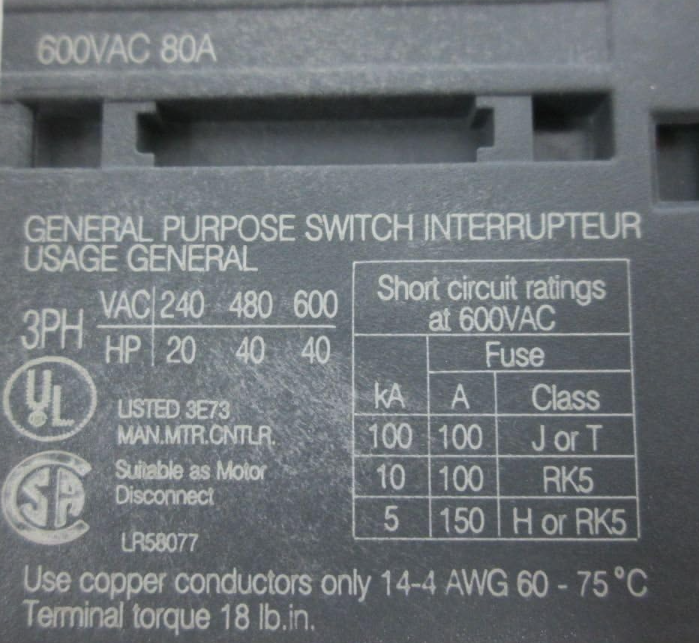 600VAC 80A
GENERAL PURPOSE SWITCH INTERRUPTEUR
USAGE GENERAL
3PH
VAC 240 480 600
HP 20 40 40
UL
LISTED 3E73
MAN.MTR.CNTLR.
Suitable as Motor
Disconnect
SA
LR58077
Short circuit ratings
at 600VAC
Fuse
kA A Class
100 100 J or T
10 100 RK5
5 150 H or RK5
Use copper conductors only 14-4 AWG 60 - 75°C
Terminal torque 18 lb.in.